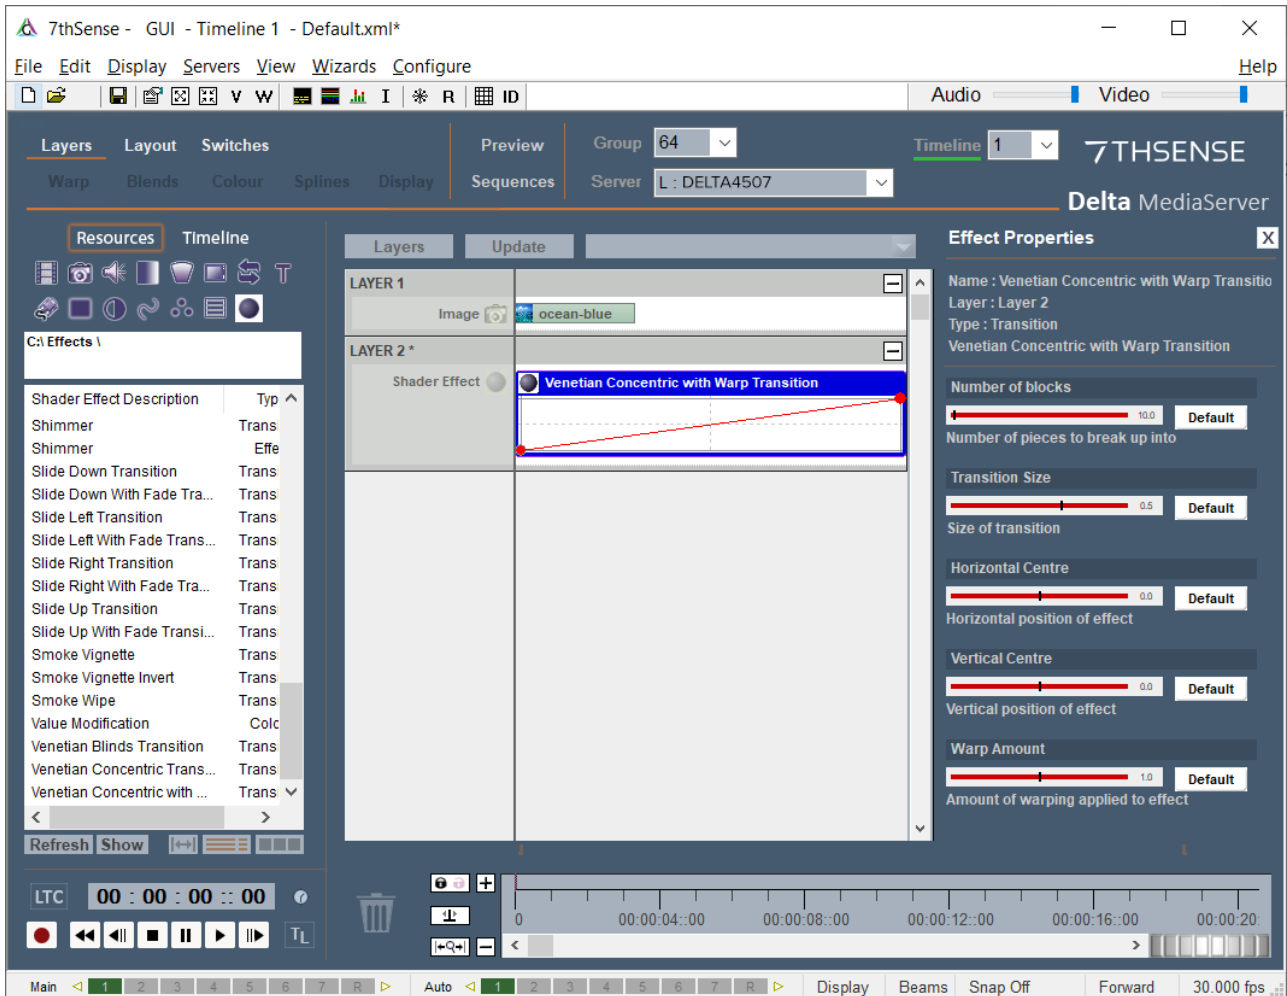 7thSense - GUI - Timeline 1 - Default.xml*
File Edit Display Servers View Wizards Configure Help
V W I R ID Audio Video
Layers Layout Switches Preview Group 64 Timeline 1 7THSENSE
Warp Blends Colour Splines Display Sequences Server L : DELTA4507
Delta MediaServer
Resources Timeline
Layers Update
Effect Properties X
T
C:\ Effects \
Shader Effect Description Typ
Shimmer Trans
Shimmer Effe
Slide Down Transition Trans
Slide Down With Fade Tra... Trans
Slide Left Transition Trans
Slide Left With Fade Trans... Trans
Slide Right Transition Trans
Slide Right With Fade Tra... Trans
Slide Up Transition Trans
Slide Up With Fade Transi... Trans
Smoke Vignette Trans
Smoke Vignette Invert Trans
Smoke Wipe Trans
Value Modification Colo
Venetian Blinds Transition Trans
Venetian Concentric Trans... Trans
Venetian Concentric with ... Trans
Refresh Show
LAYER 1
Image ocean-blue
LAYER 2 *
Shader Effect Venetian Concentric with Warp Transition
Name : Venetian Concentric with Warp Transitio
Layer : Layer 2
Type : Transition
Venetian Concentric with Warp Transition
Number of blocks
10.0 Default
Number of pieces to break up into
Transition Size
0.5 Default
Size of transition
Horizontal Centre
0.0 Default
Horizontal position of effect
Vertical Centre
0.0 Default
Vertical position of effect
Warp Amount
1.0 Default
Amount of warping applied to effect
LTC 00 : 00 : 00 :: 00
TL
0 00:00:04::00 00:00:08::00 00:00:12::00 00:00:16::00 00:00:20:
Main 1 2 3 4 5 6 7 R Auto 1 2 3 4 5 6 7 R Display Beams Snap Off Forward 30.000 fps